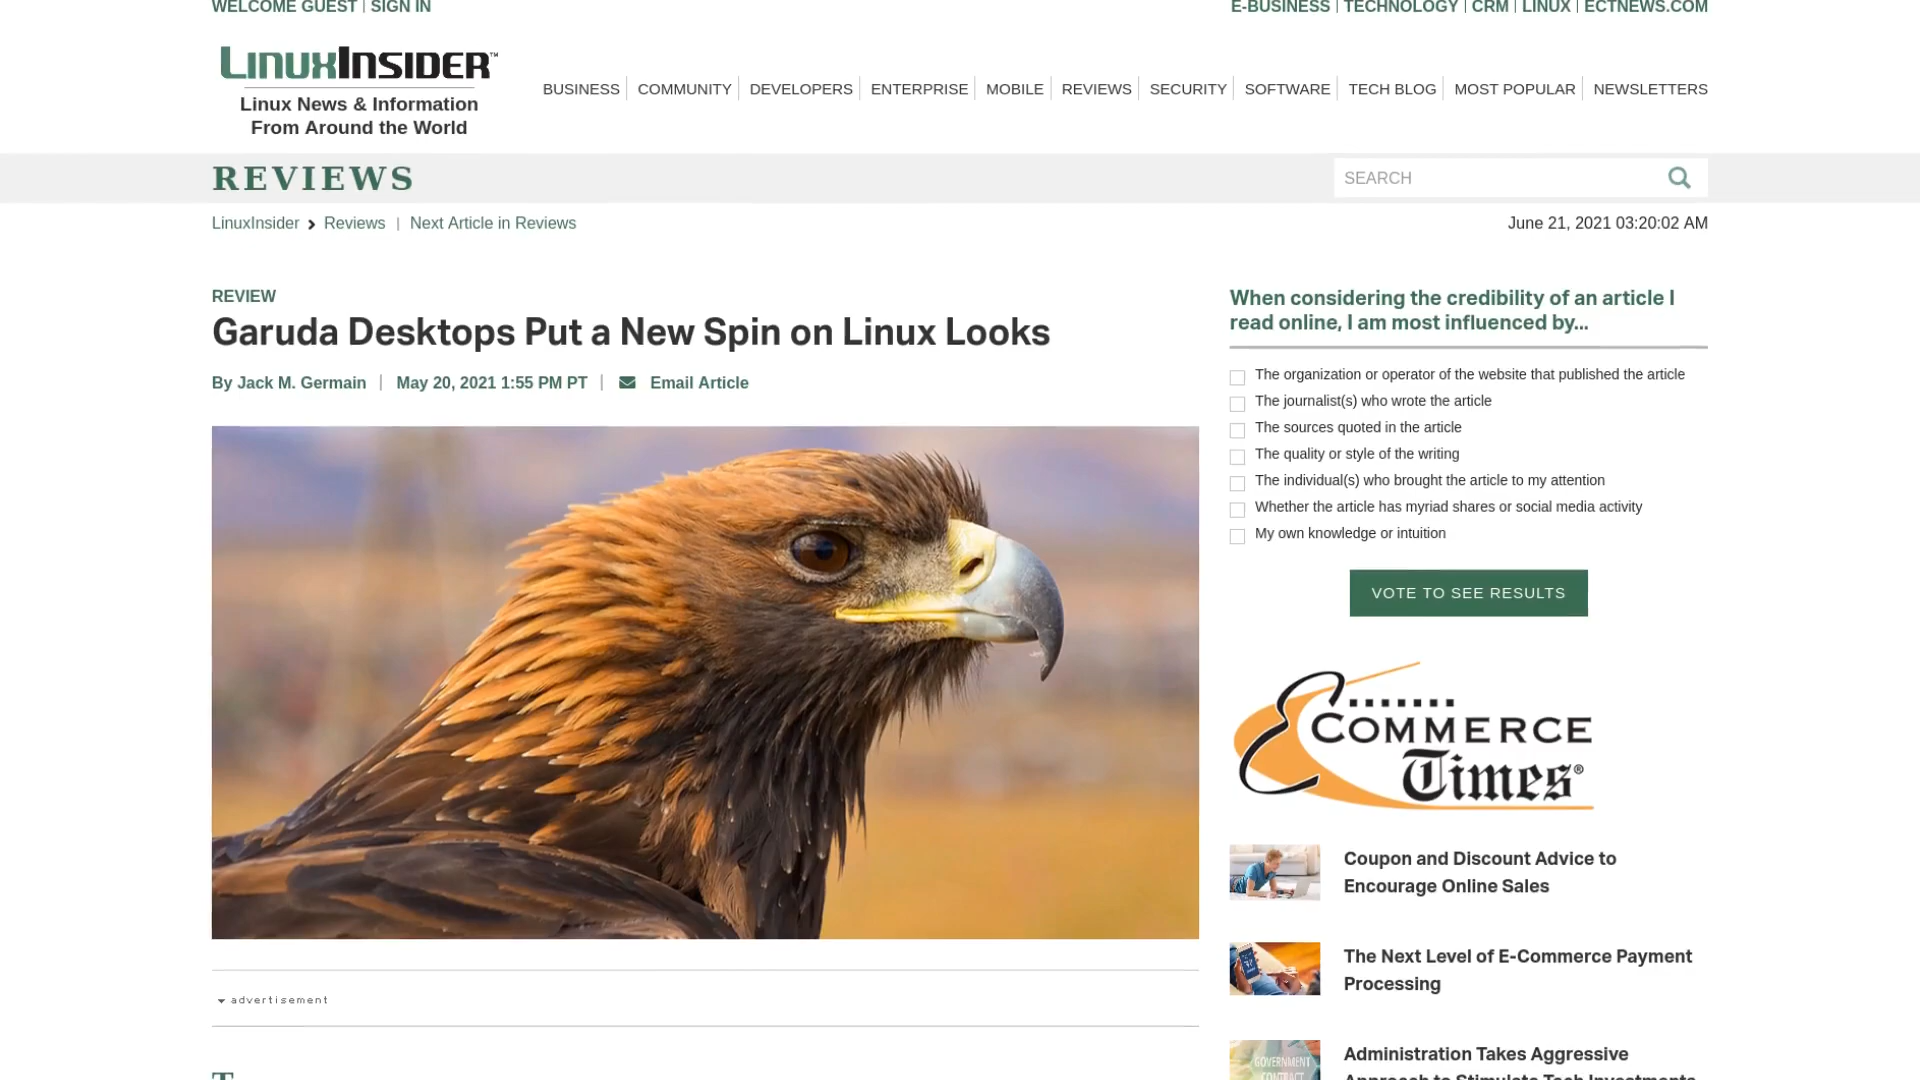 WELCOME GUEST | SIGN IN
E-BUSINESS | TECHNOLOGY | CRM | LINUX | ECTNEWS.COM
LINUXINSIDER™
Linux News & Information
From Around the World
BUSINESS | COMMUNITY | DEVELOPERS | ENTERPRISE | MOBILE | REVIEWS | SECURITY | SOFTWARE | TECH BLOG | MOST POPULAR | NEWSLETTERS
REVIEWS
SEARCH
LinuxInsider > Reviews | Next Article in Reviews
June 21, 2021 03:20:02 AM
REVIEW
Garuda Desktops Put a New Spin on Linux Looks
By Jack M. Germain | May 20, 2021 1:55 PM PT | Email Article
advertisement
When considering the credibility of an article I
read online, I am most influenced by...
The organization or operator of the website that published the article
The journalist(s) who wrote the article
The sources quoted in the article
The quality or style of the writing
The individual(s) who brought the article to my attention
Whether the article has myriad shares or social media activity
My own knowledge or intuition
VOTE TO SEE RESULTS
E COMMERCE
Times®
Coupon and Discount Advice to
Encourage Online Sales
The Next Level of E-Commerce Payment
Processing
GOVERNMENT
CONTRACT
Administration Takes Aggressive
Approach to Stimulate Tech Investments